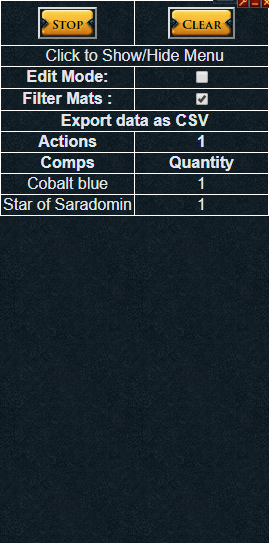 STOP CLEAR
Click to Show/Hide Menu
Edit Mode:
Filter Mats :
Export data as CSV
Actions 1
Comps Quantity
Cobalt blue 1
Star of Saradomin 1